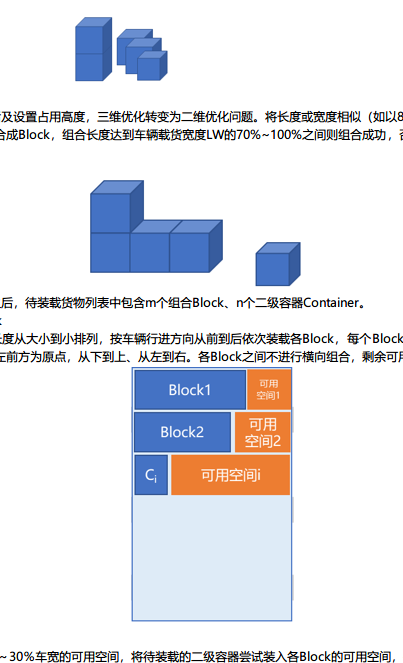 及设置占用高度，三维优化转变为二维优化问题。将长度或宽度相似（如以8
合成Block，组合长度达到车辆载货宽度LW的70%~100%之间则组合成功，
后，待装载货物列表中包含m个组合Block、n个二级容器Container。
长度从大小到小排列，按车辆行进方向从前到后依次装载各Block，每个Block
左前方为原点，从下到上、从左到右。各Block之间不进行横向组合，剩余可用
Block1
可用
空间1
Block2
可用
空间2
Ci
可用空间i
~ 30%车宽的可用空间，将待装载的二级容器尝试装入各Block的可用空间，